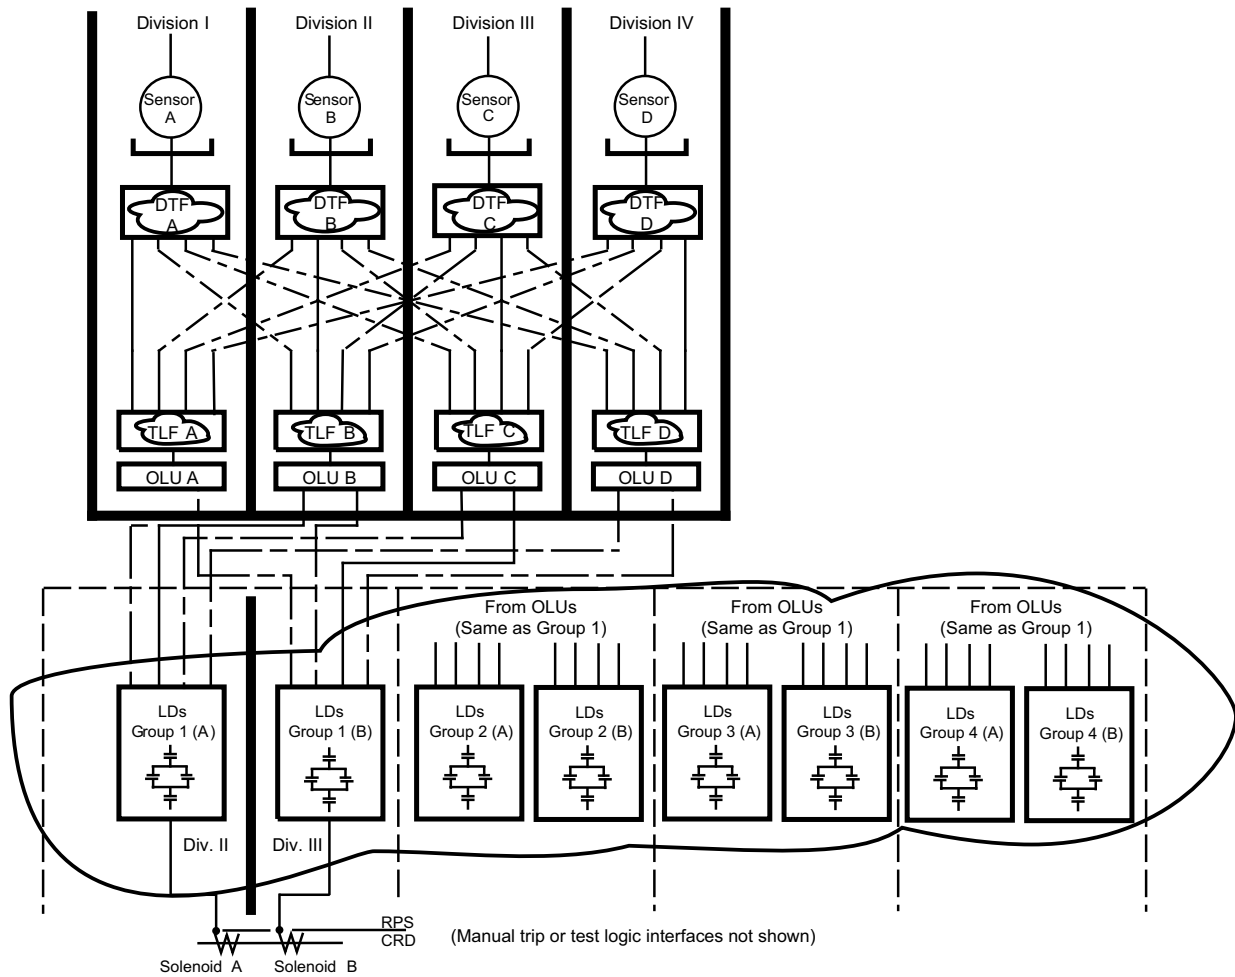 Division I
Division II
Division III
Division IV
Sensor
A
Sensor
B
Sensor
C
Sensor
D
DTF
A
DTF
B
DTF
C
DTF
D
TLF A
TLF B
TLF C
TLF D
OLU A
OLU B
OLU C
OLU D
From OLUs
(Same as Group 1)
From OLUs
(Same as Group 1)
From OLUs
(Same as Group 1)
LDs
Group 1 (A)
LDs
Group 1 (B)
LDs
Group 2 (A)
LDs
Group 2 (B)
LDs
Group 3 (A)
LDs
Group 3 (B)
LDs
Group 4 (A)
LDs
Group 4 (B)
Div. II
Div. III
RPS
CRD
(Manual trip or test logic interfaces not shown)
Solenoid A
Solenoid B